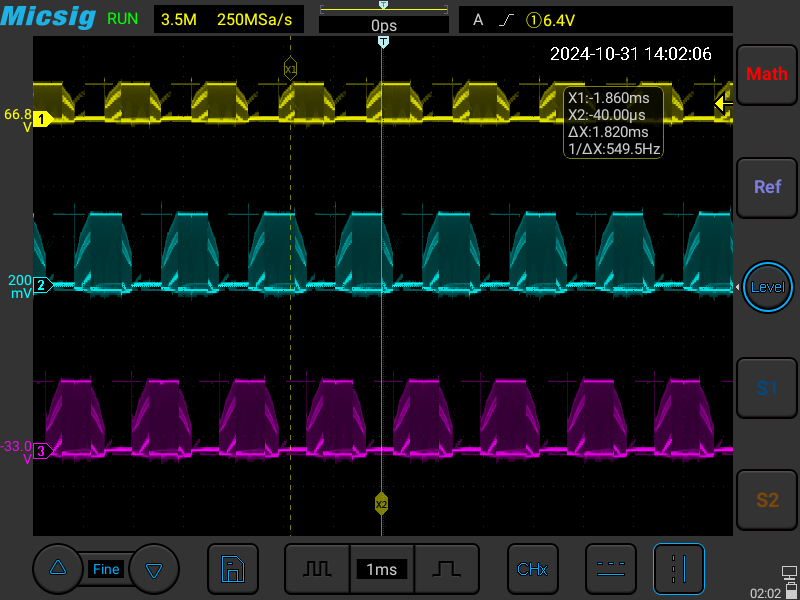 Micsig RUN 3.5M 250MSa/s T 0ps A ①6.4V
T
2024-10-31 14:02:06
Math
X1
X1:-1.860ms
X2:-40.00µs
ΔX:1.820ms
1/ΔX:549.5Hz
66.8 V
1
Ref
200 mV
2
Level
S1
-33.0 V
3
S2
X2
Fine
1ms
CHx
02:02